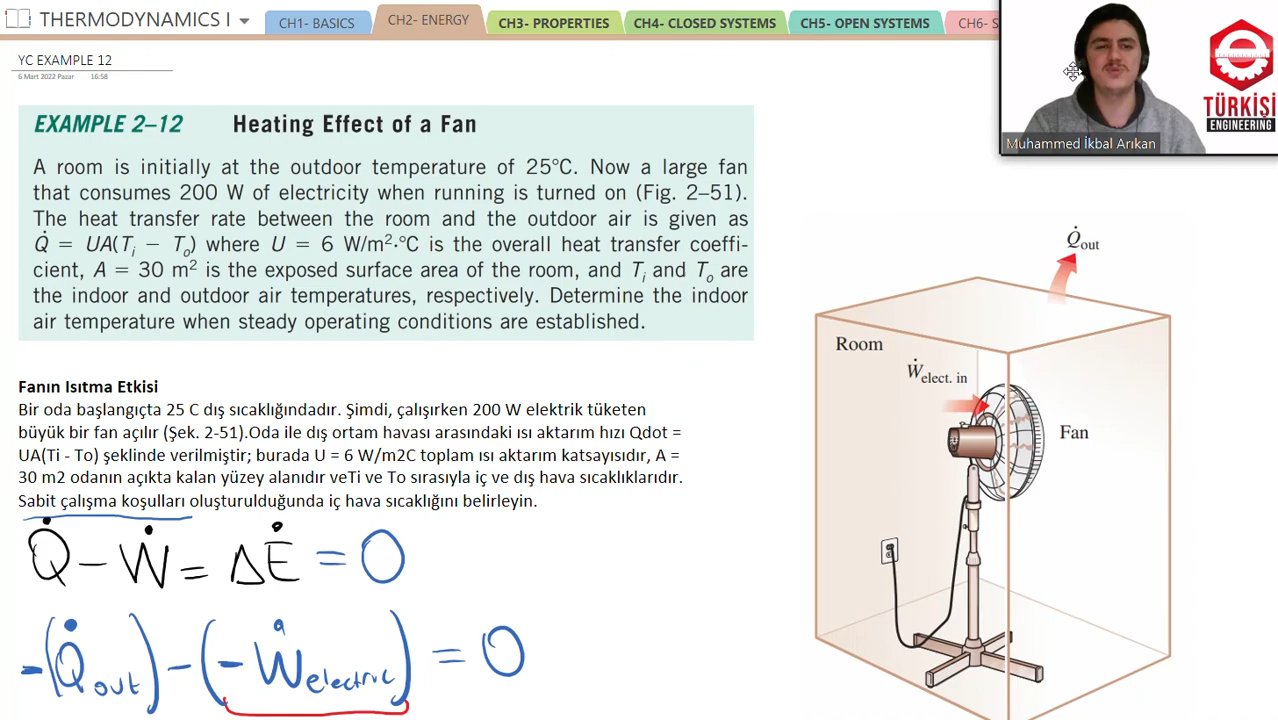 THERMODYNAMICS I
CH1- BASICS
CH2- ENERGY
CH3- PROPERTIES
CH4- CLOSED SYSTEMS
CH5- OPEN SYSTEMS
CH6- S
YC EXAMPLE 12
6 Mart 2022 Pazar 16:58
TÜRKİŞİ
ENGINEERING
Muhammed İkbal Arıkan
EXAMPLE 2–12 Heating Effect of a Fan
A room is initially at the outdoor temperature of 25°C. Now a large fan
that consumes 200 W of electricity when running is turned on (Fig. 2–51).
The heat transfer rate between the room and the outdoor air is given as
Q̇ = UA(Ti − To) where U = 6 W/m²·°C is the overall heat transfer coeffi-
cient, A = 30 m² is the exposed surface area of the room, and Ti and To are
the indoor and outdoor air temperatures, respectively. Determine the indoor
air temperature when steady operating conditions are established.
Fanın Isıtma Etkisi
Bir oda başlangıçta 25 C dış sıcaklığındadır. Şimdi, çalışırken 200 W elektrik tüketen
büyük bir fan açılır (Şek. 2-51).Oda ile dış ortam havası arasındaki ısı aktarım hızı Qdot =
UA(Ti - To) şeklinde verilmiştir; burada U = 6 W/m2C toplam ısı aktarım katsayısıdır, A =
30 m2 odanın açıkta kalan yüzey alanıdır veTi ve To sırasıyla iç ve dış hava sıcaklıklarıdır.
Sabit çalışma koşulları oluşturulduğunda iç hava sıcaklığını belirleyin.
Q̇ − Ẇ = ΔĖ = 0
−(Q̇out) − (−Ẇelectric) = 0
Q̇out
Room
Ẇelect. in
Fan